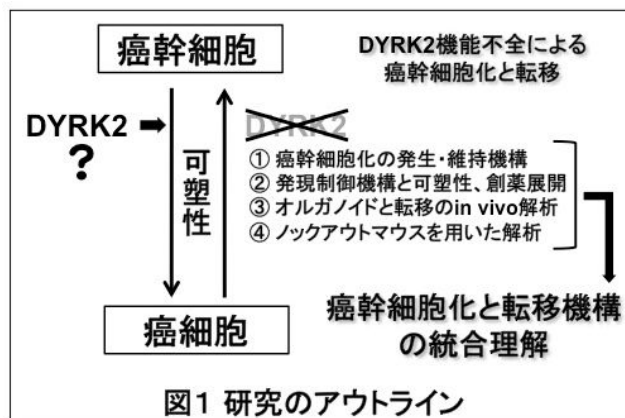 癌幹細胞
DYRK2機能不全による
癌幹細胞化と転移
DYRK2
?
可塑性
DYRK2
① 癌幹細胞化の発生・維持機構
② 発現制御機構と可塑性、創薬展開
③ オルガノイドと転移のin vivo解析
④ ノックアウトマウスを用いた解析
癌細胞
癌幹細胞化と転移機構
の統合理解
図1 研究のアウトライン